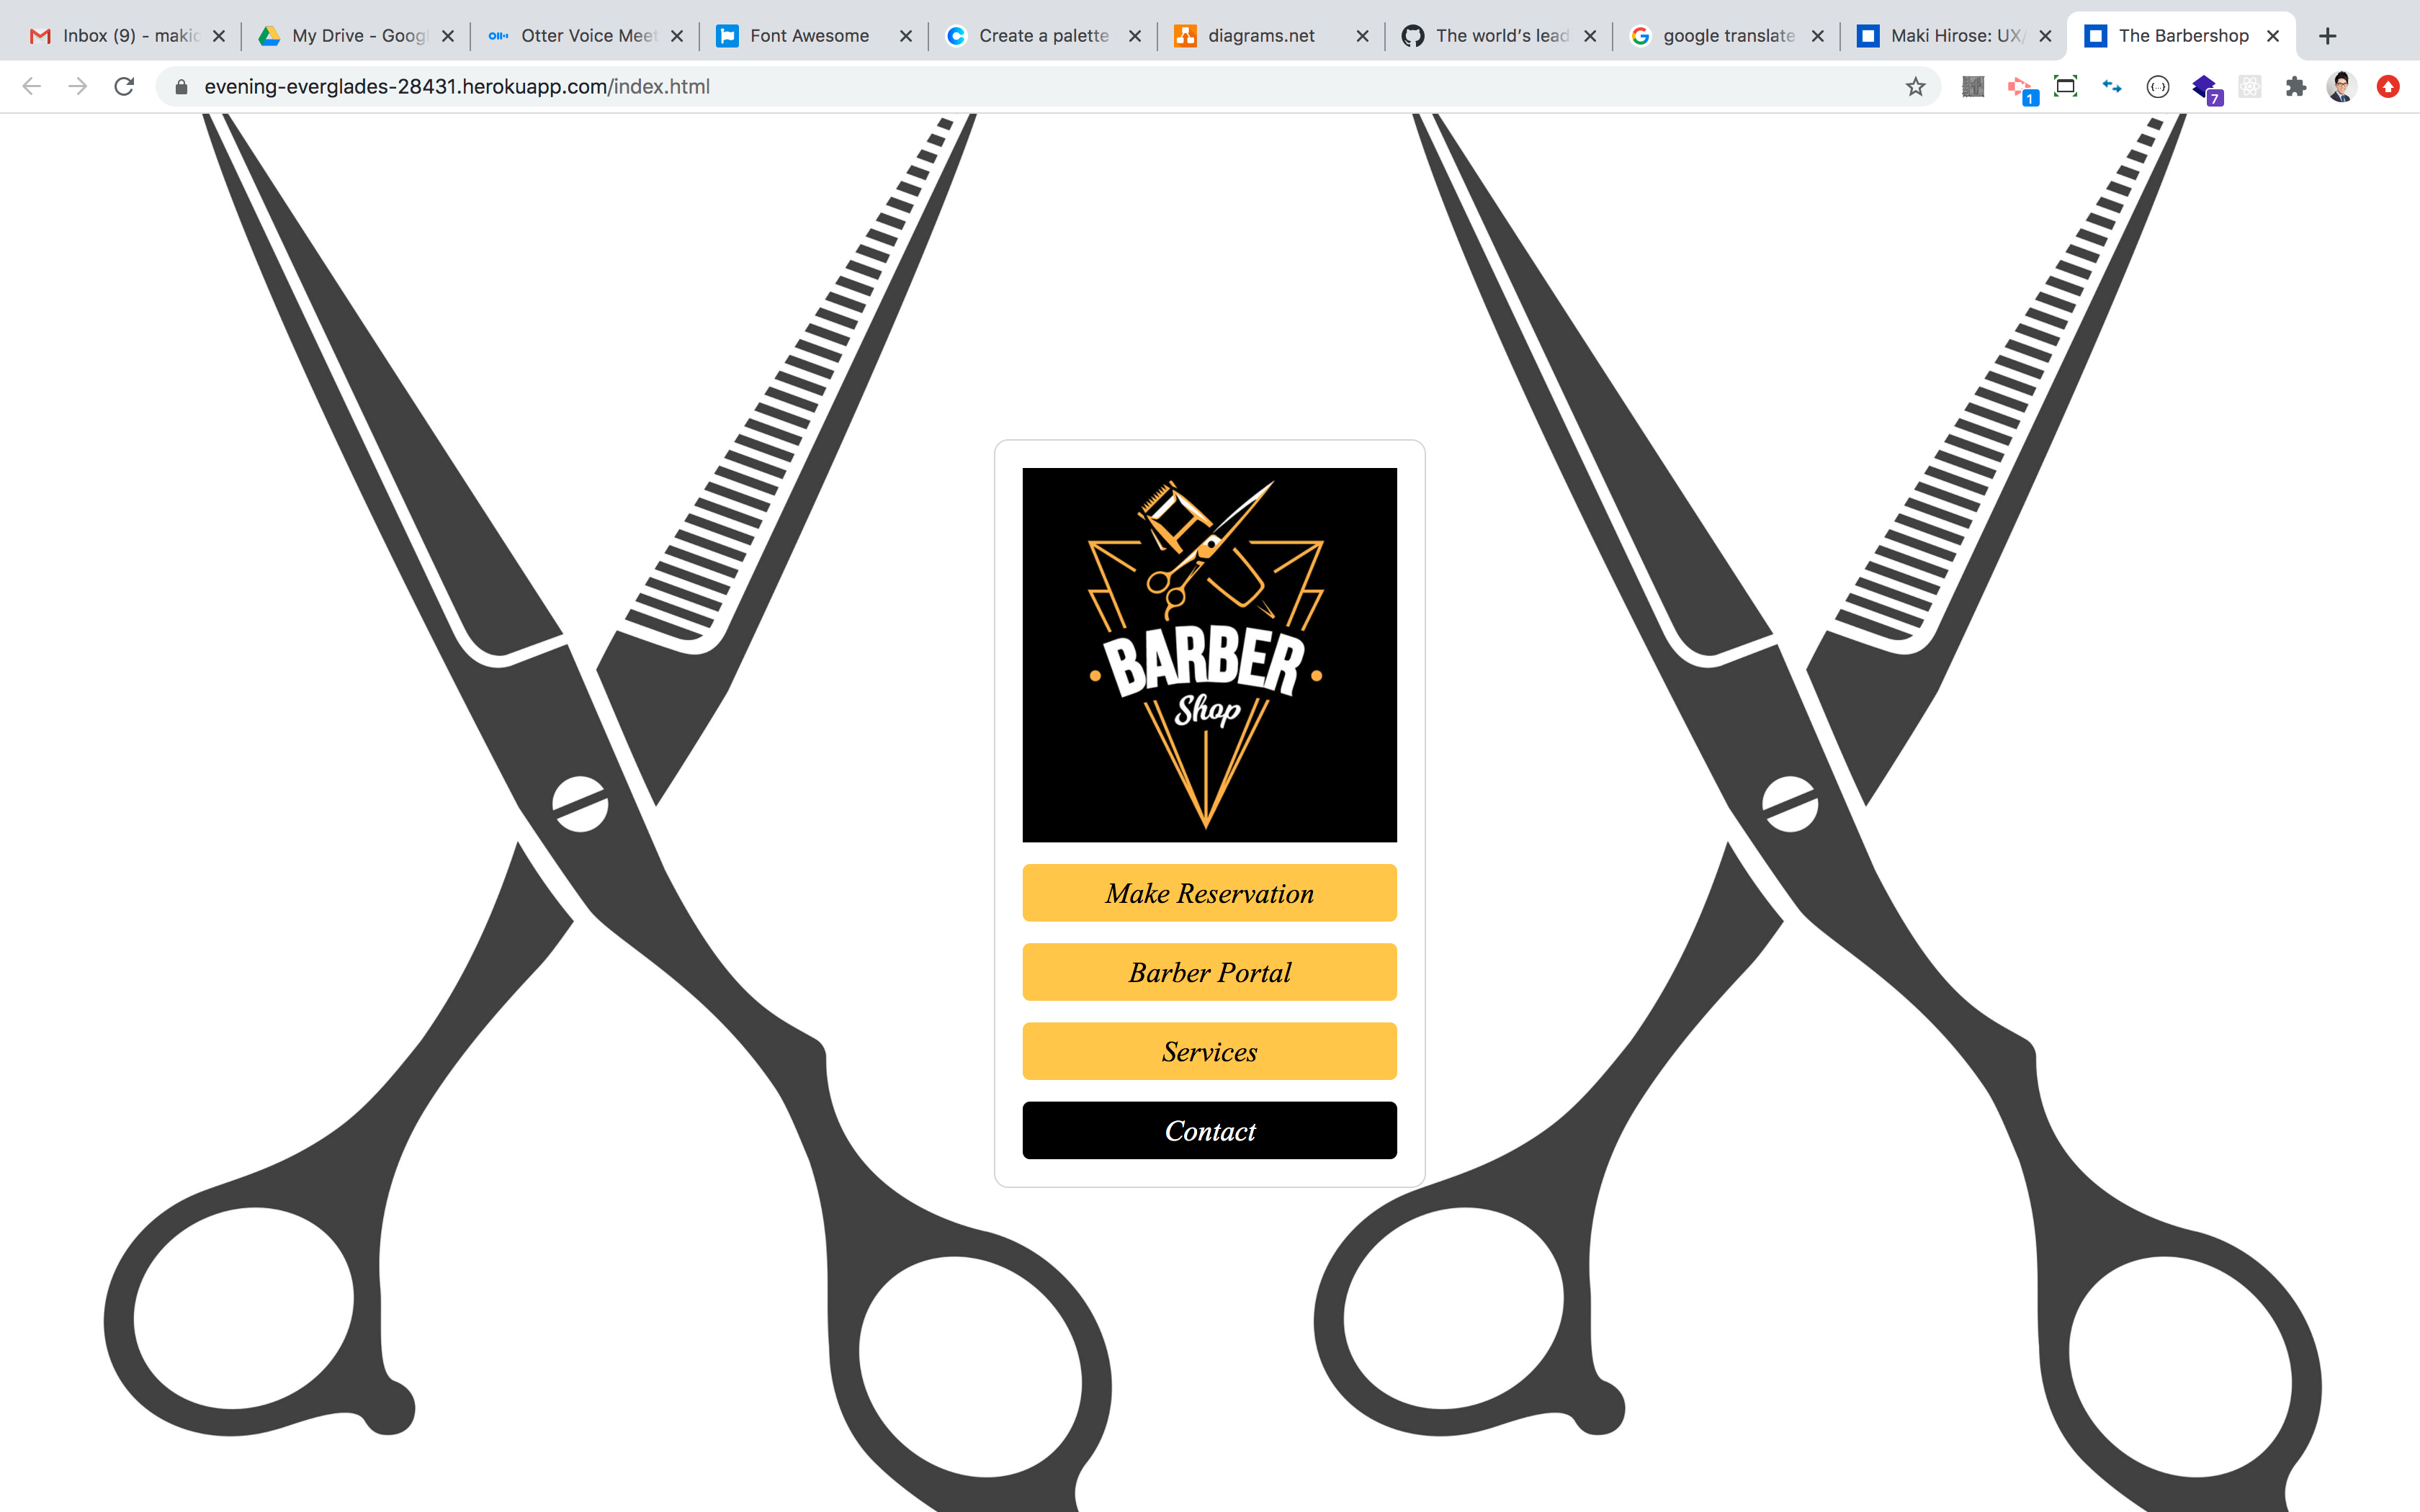 Inbox (9) - maki
My Drive - Goog
Otter Voice Meet
Font Awesome
Create a palette
diagrams.net
The world's lead
google translate
Maki Hirose: UX/
The Barbershop
evening-everglades-28431.herokuapp.com/index.html
1
7
BARBER
Shop
Make Reservation
Barber Portal
Services
Contact